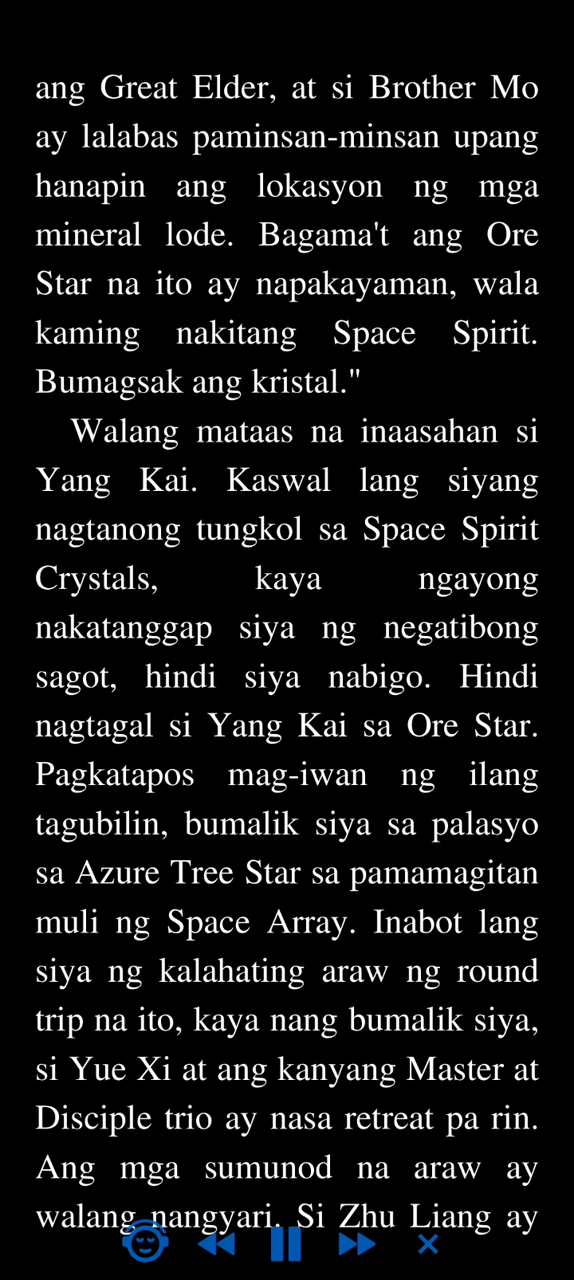 ang Great Elder, at si Brother Mo
ay lalabas paminsan-minsan upang
hanapin ang lokasyon ng mga
mineral lode. Bagama't ang Ore
Star na ito ay napakayaman, wala
kaming nakitang Space Spirit.
Bumagsak ang kristal."
Walang mataas na inaasahan si
Yang Kai. Kaswal lang siyang
nagtanong tungkol sa Space Spirit
Crystals, kaya ngayong
nakatanggap siya ng negatibong
sagot, hindi siya nabigo. Hindi
nagtagal si Yang Kai sa Ore Star.
Pagkatapos mag-iwan ng ilang
tagubilin, bumalik siya sa palasyo
sa Azure Tree Star sa pamamagitan
muli ng Space Array. Inabot lang
siya ng kalahating araw ng round
trip na ito, kaya nang bumalik siya,
si Yue Xi at ang kanyang Master at
Disciple trio ay nasa retreat pa rin.
Ang mga sumunod na araw ay
walang nangyari. Si Zhu Liang ay